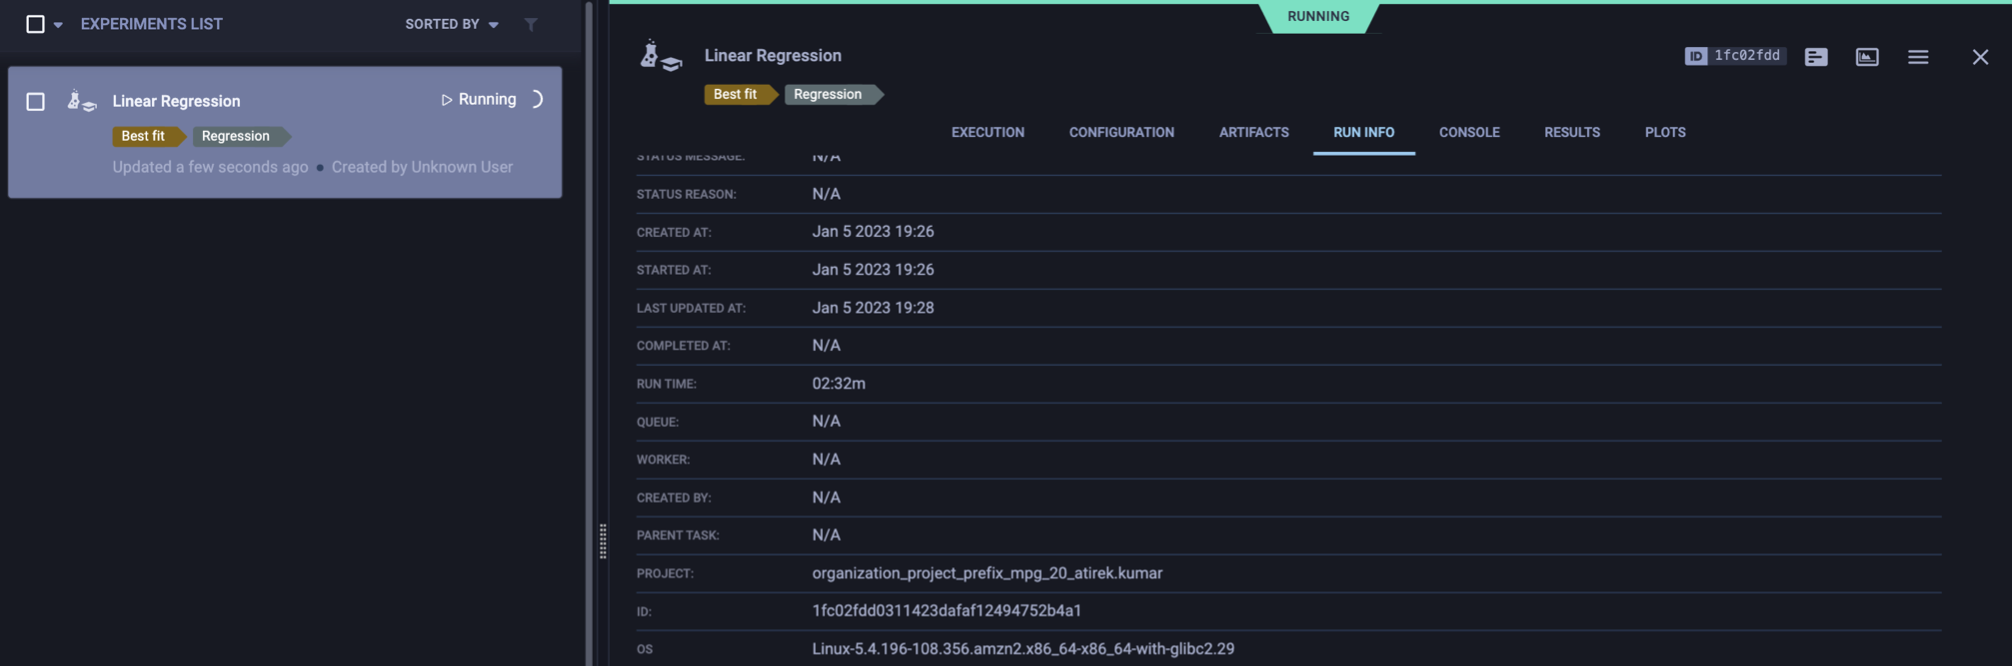 EXPERIMENTS LIST
SORTED BY
Linear Regression
Running
Best fit
Regression
Updated a few seconds ago • Created by Unknown User
RUNNING
Linear Regression
ID 1fc02fdd
Best fit
Regression
EXECUTION CONFIGURATION ARTIFACTS RUN INFO CONSOLE RESULTS PLOTS
STATUS MESSAGE: N/A
STATUS REASON: N/A
CREATED AT: Jan 5 2023 19:26
STARTED AT: Jan 5 2023 19:26
LAST UPDATED AT: Jan 5 2023 19:28
COMPLETED AT: N/A
RUN TIME: 02:32m
QUEUE: N/A
WORKER: N/A
CREATED BY: N/A
PARENT TASK: N/A
PROJECT: organization_project_prefix_mpg_20_atirek.kumar
ID: 1fc02fdd0311423dafaf12494752b4a1
OS Linux-5.4.196-108.356.amzn2.x86_64-x86_64-with-glibc2.29